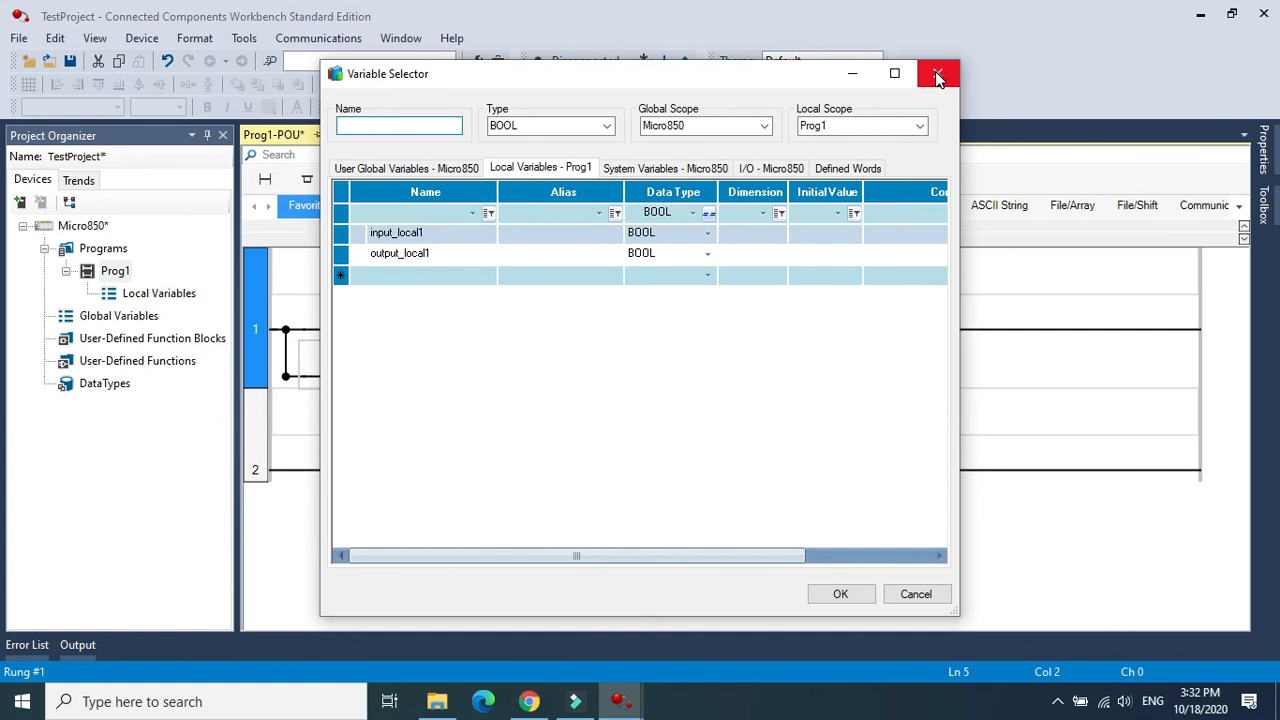 TestProject - Connected Components Workbench Standard Edition
File Edit View Device Format Tools Communications Window Help
Variable Selector
Name
Type
Global Scope
Local Scope
BOOL
Micro850
Prog1
Project Organizer
Prog1-POU*
Name: TestProject*
Search
Devices
Trends
User Global Variables - Micro850
Local Variables - Prog1
System Variables - Micro850
I/O - Micro850
Defined Words
Name Alias Data Type Dimension Initial Value
BOOL
input_local1 BOOL
output_local1 BOOL
ASCII String
File/Array
File/Shift
Micro850*
Programs
Prog1
Local Variables
Global Variables
User-Defined Function Blocks
User-Defined Functions
DataTypes
1
2
Properties
Toolbox
OK
Cancel
Error List
Output
Rung #1
Ln 5
Col 2
Ch 0
Type here to search
ENG
3:32 PM
10/18/2020